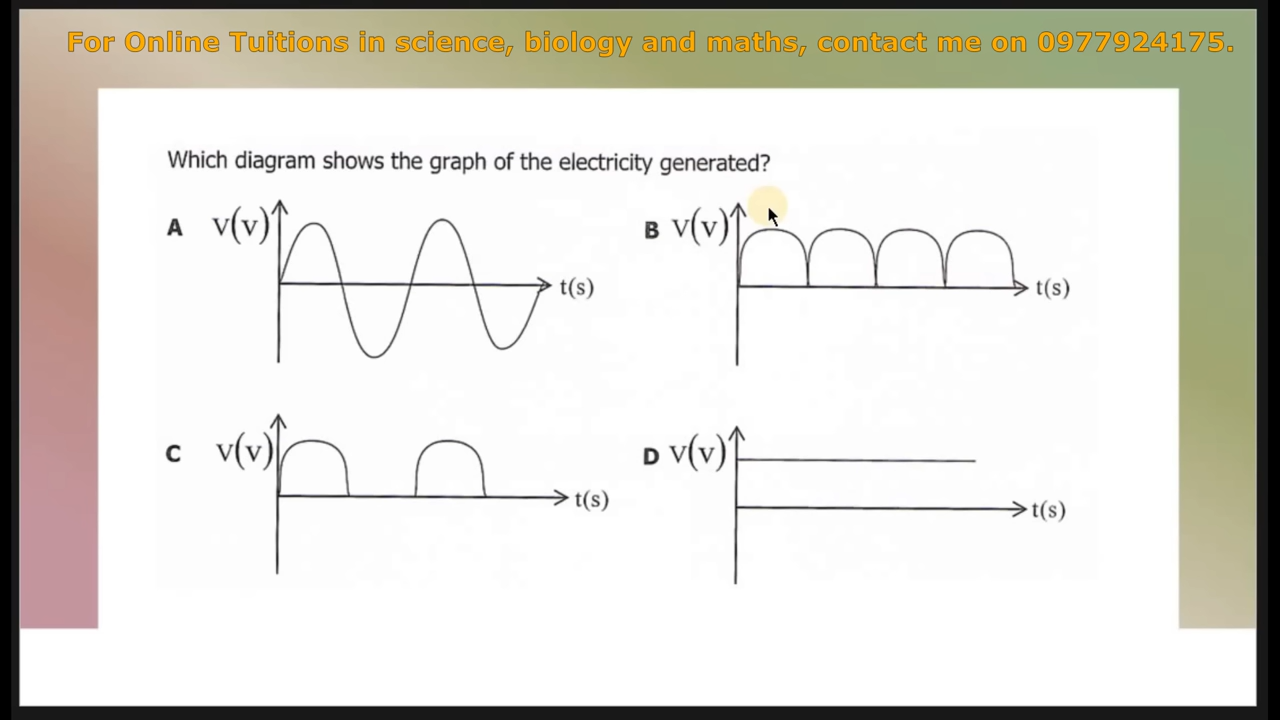 For Online Tuitions in science, biology and maths, contact me on 0977924175.
Which diagram shows the graph of the electricity generated?
A V(v) t(s)
B V(v) t(s)
C V(v) t(s)
D V(v) t(s)